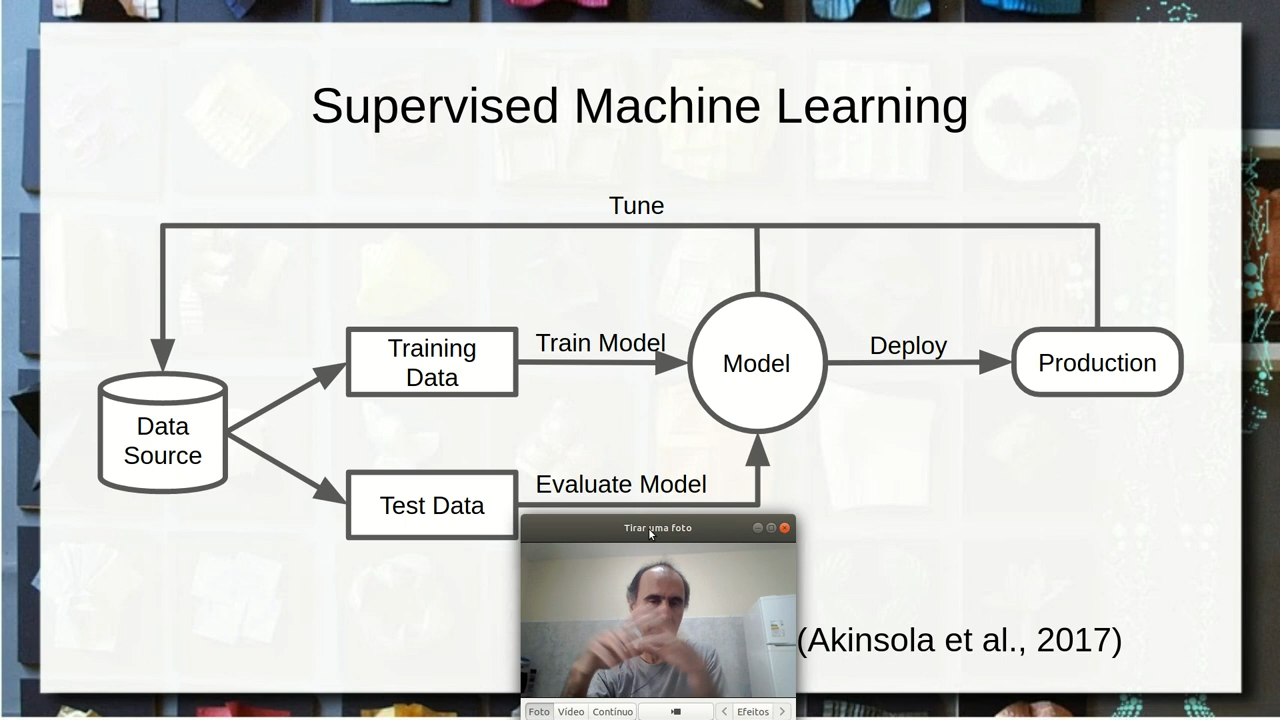 Supervised Machine Learning
Tune
Training
Data
Train Model
Model
Deploy
Production
Data
Source
Test Data
Evaluate Model
Tirar uma foto
(Akinsola et al., 2017)
Foto
Vídeo
Contínuo
Efeitos